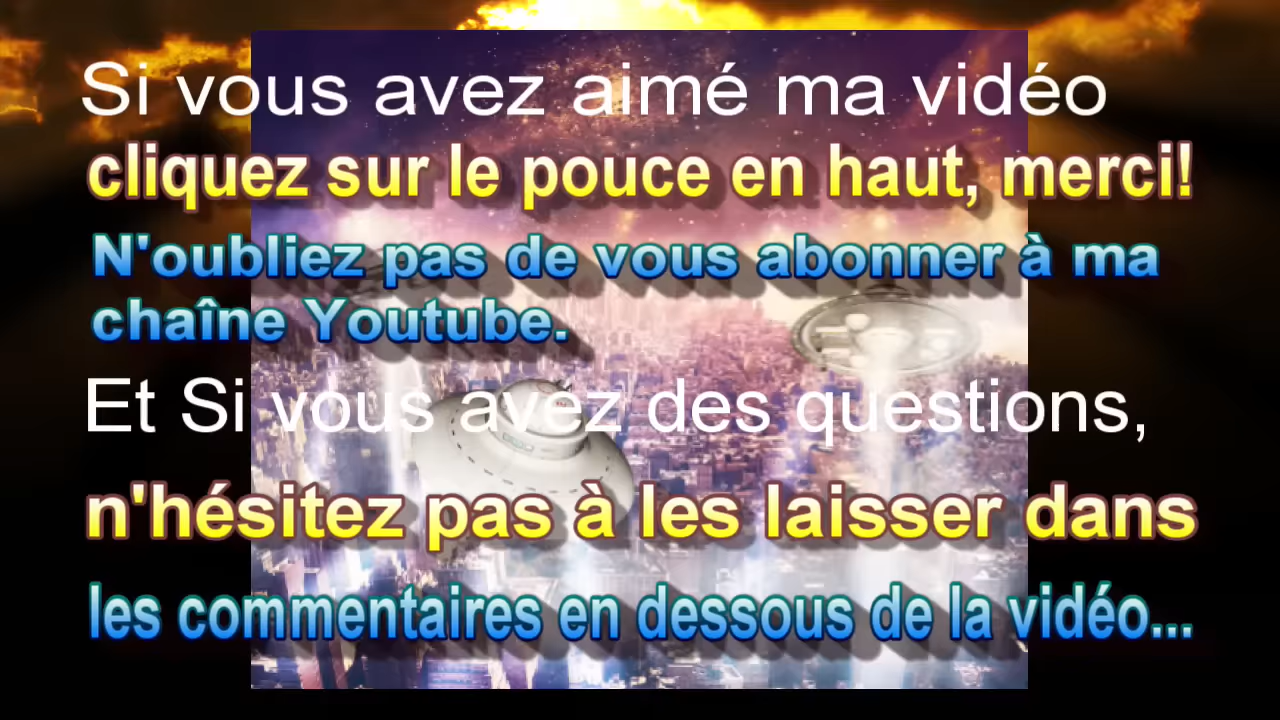 Si vous avez aimé ma vidéo
cliquez sur le pouce en haut, merci!
N'oubliez pas de vous abonner à ma
chaîne Youtube.
Et Si vous avez des questions,
n'hésitez pas à les laisser dans
les commentaires en dessous de la vidéo...